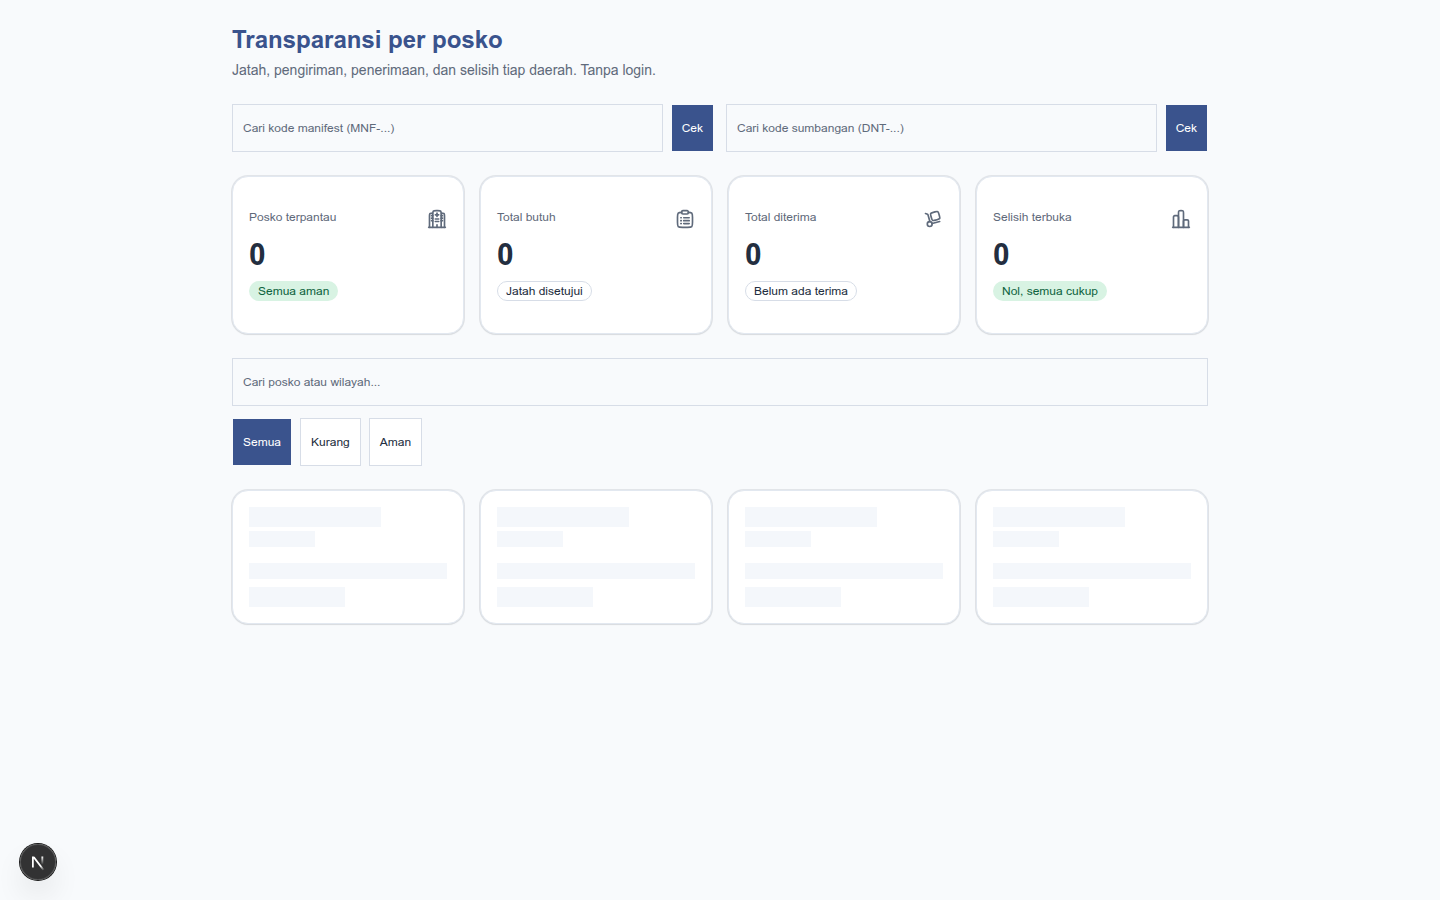 Transparansi per posko
Jatah, pengiriman, penerimaan, dan selisih tiap daerah. Tanpa login.
Cari kode manifest (MNF-...)
Cek
Cari kode sumbangan (DNT-...)
Cek
Posko terpantau
0
Semua aman
Total butuh
0
Jatah disetujui
Total diterima
0
Belum ada terima
Selisih terbuka
0
Nol, semua cukup
Cari posko atau wilayah...
Semua
Kurang
Aman
N